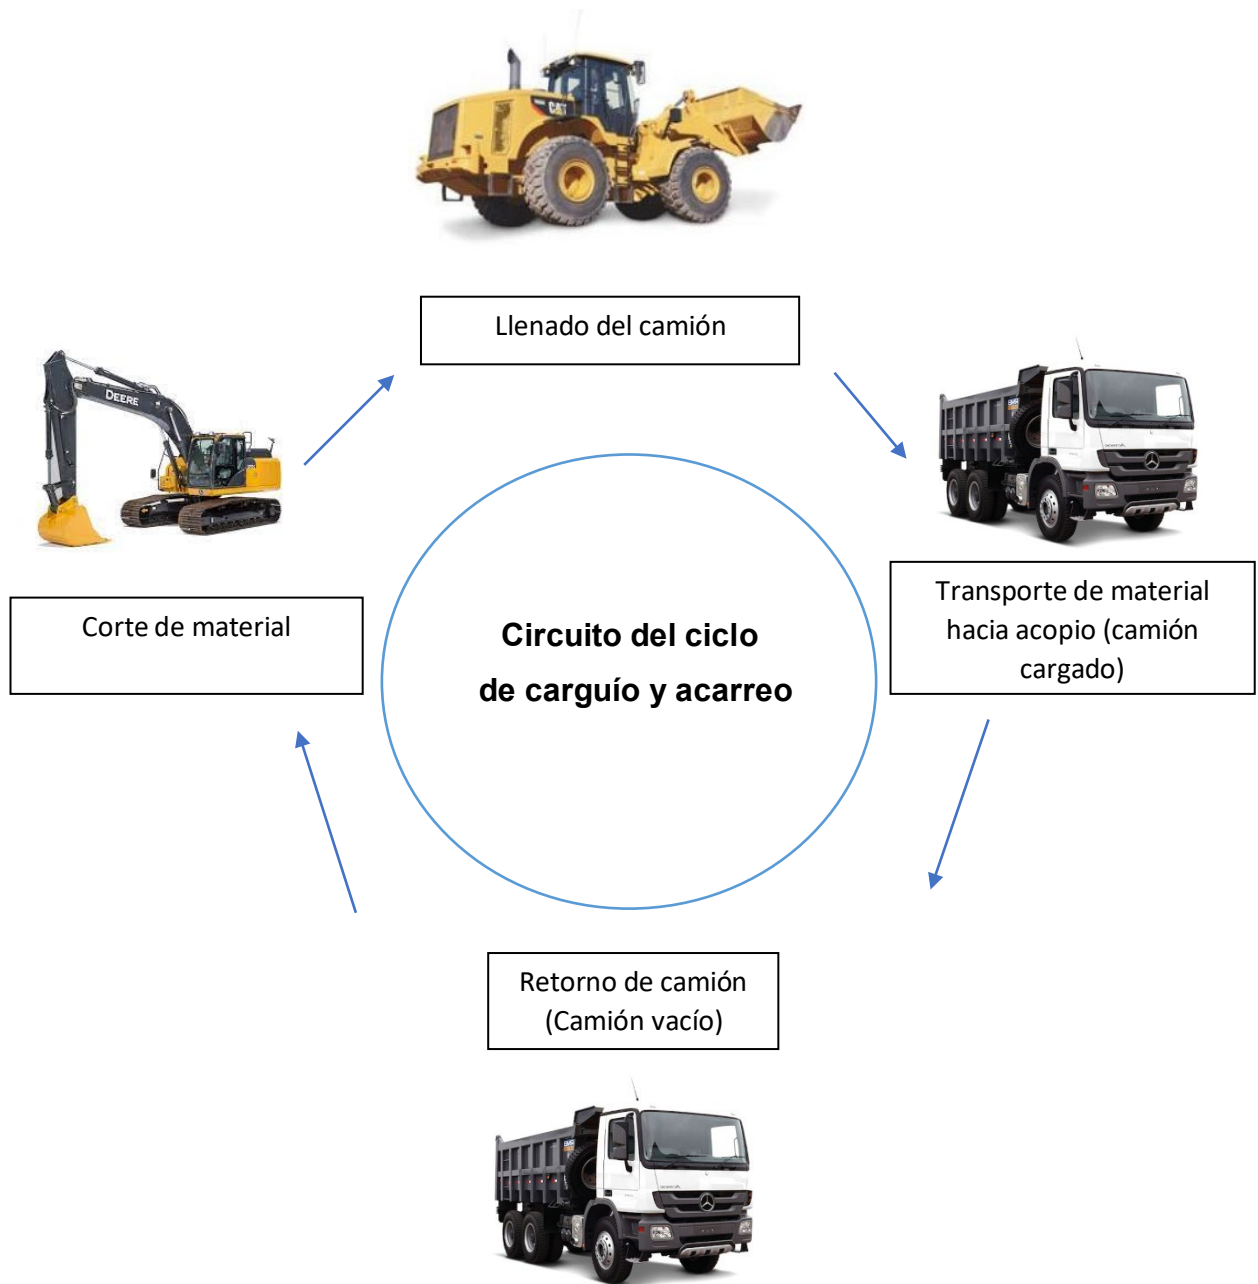 CAT
Llenado del camión
DEERE
Corte de material
Transporte de material
hacia acopio (camión
cargado)
Circuito del ciclo
de carguío y acarreo
Retorno de camión
(Camión vacío)